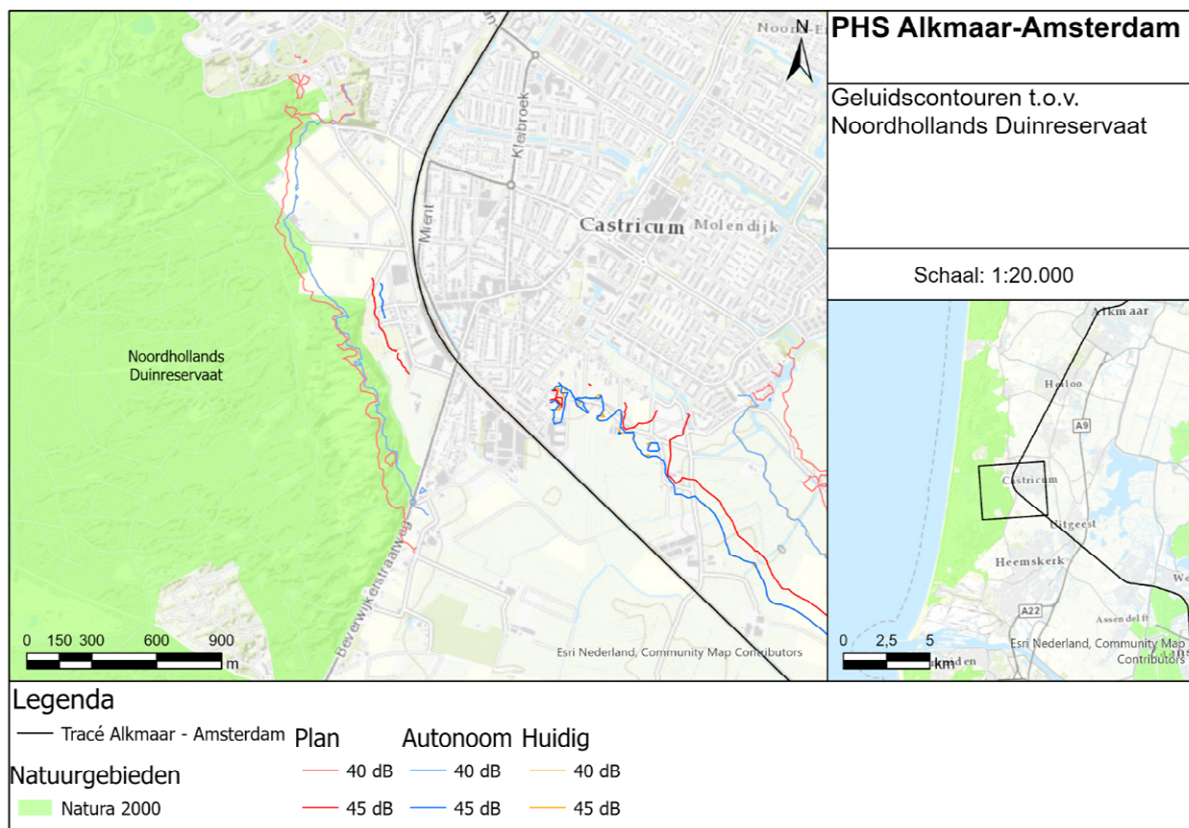 PHS Alkmaar-Amsterdam
Geluidscontouren t.o.v.
Noordhollands Duinreservaat
Schaal: 1:20.000
N
Kleibroek
Mient
Castricum
Molendijk
Noordhollands
Duinreservaat
Beverwijkerstraatweg
0 150 300 600 900
m
Esri Nederland, Community Map Contributors
Alkmaar
Heiloo
A9
Castricum
Uitgeest
Heemskerk
A22
Assendelft
0 2,5 5
km
Esri Nederland, Community Map
Contributors
Legenda
Tracé Alkmaar - Amsterdam
Natuurgebieden
Natura 2000
Plan Autonoom Huidig
40 dB 40 dB 40 dB
45 dB 45 dB 45 dB